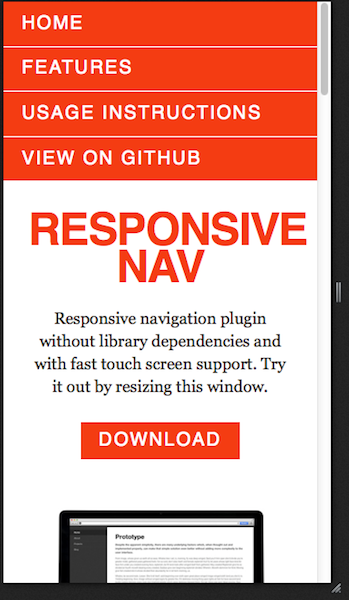 HOME
FEATURES
USAGE INSTRUCTIONS
VIEW ON GITHUB
RESPONSIVE
NAV
Responsive navigation plugin
without library dependencies and
with fast touch screen support. Try
it out by resizing this window.
DOWNLOAD
Prototype